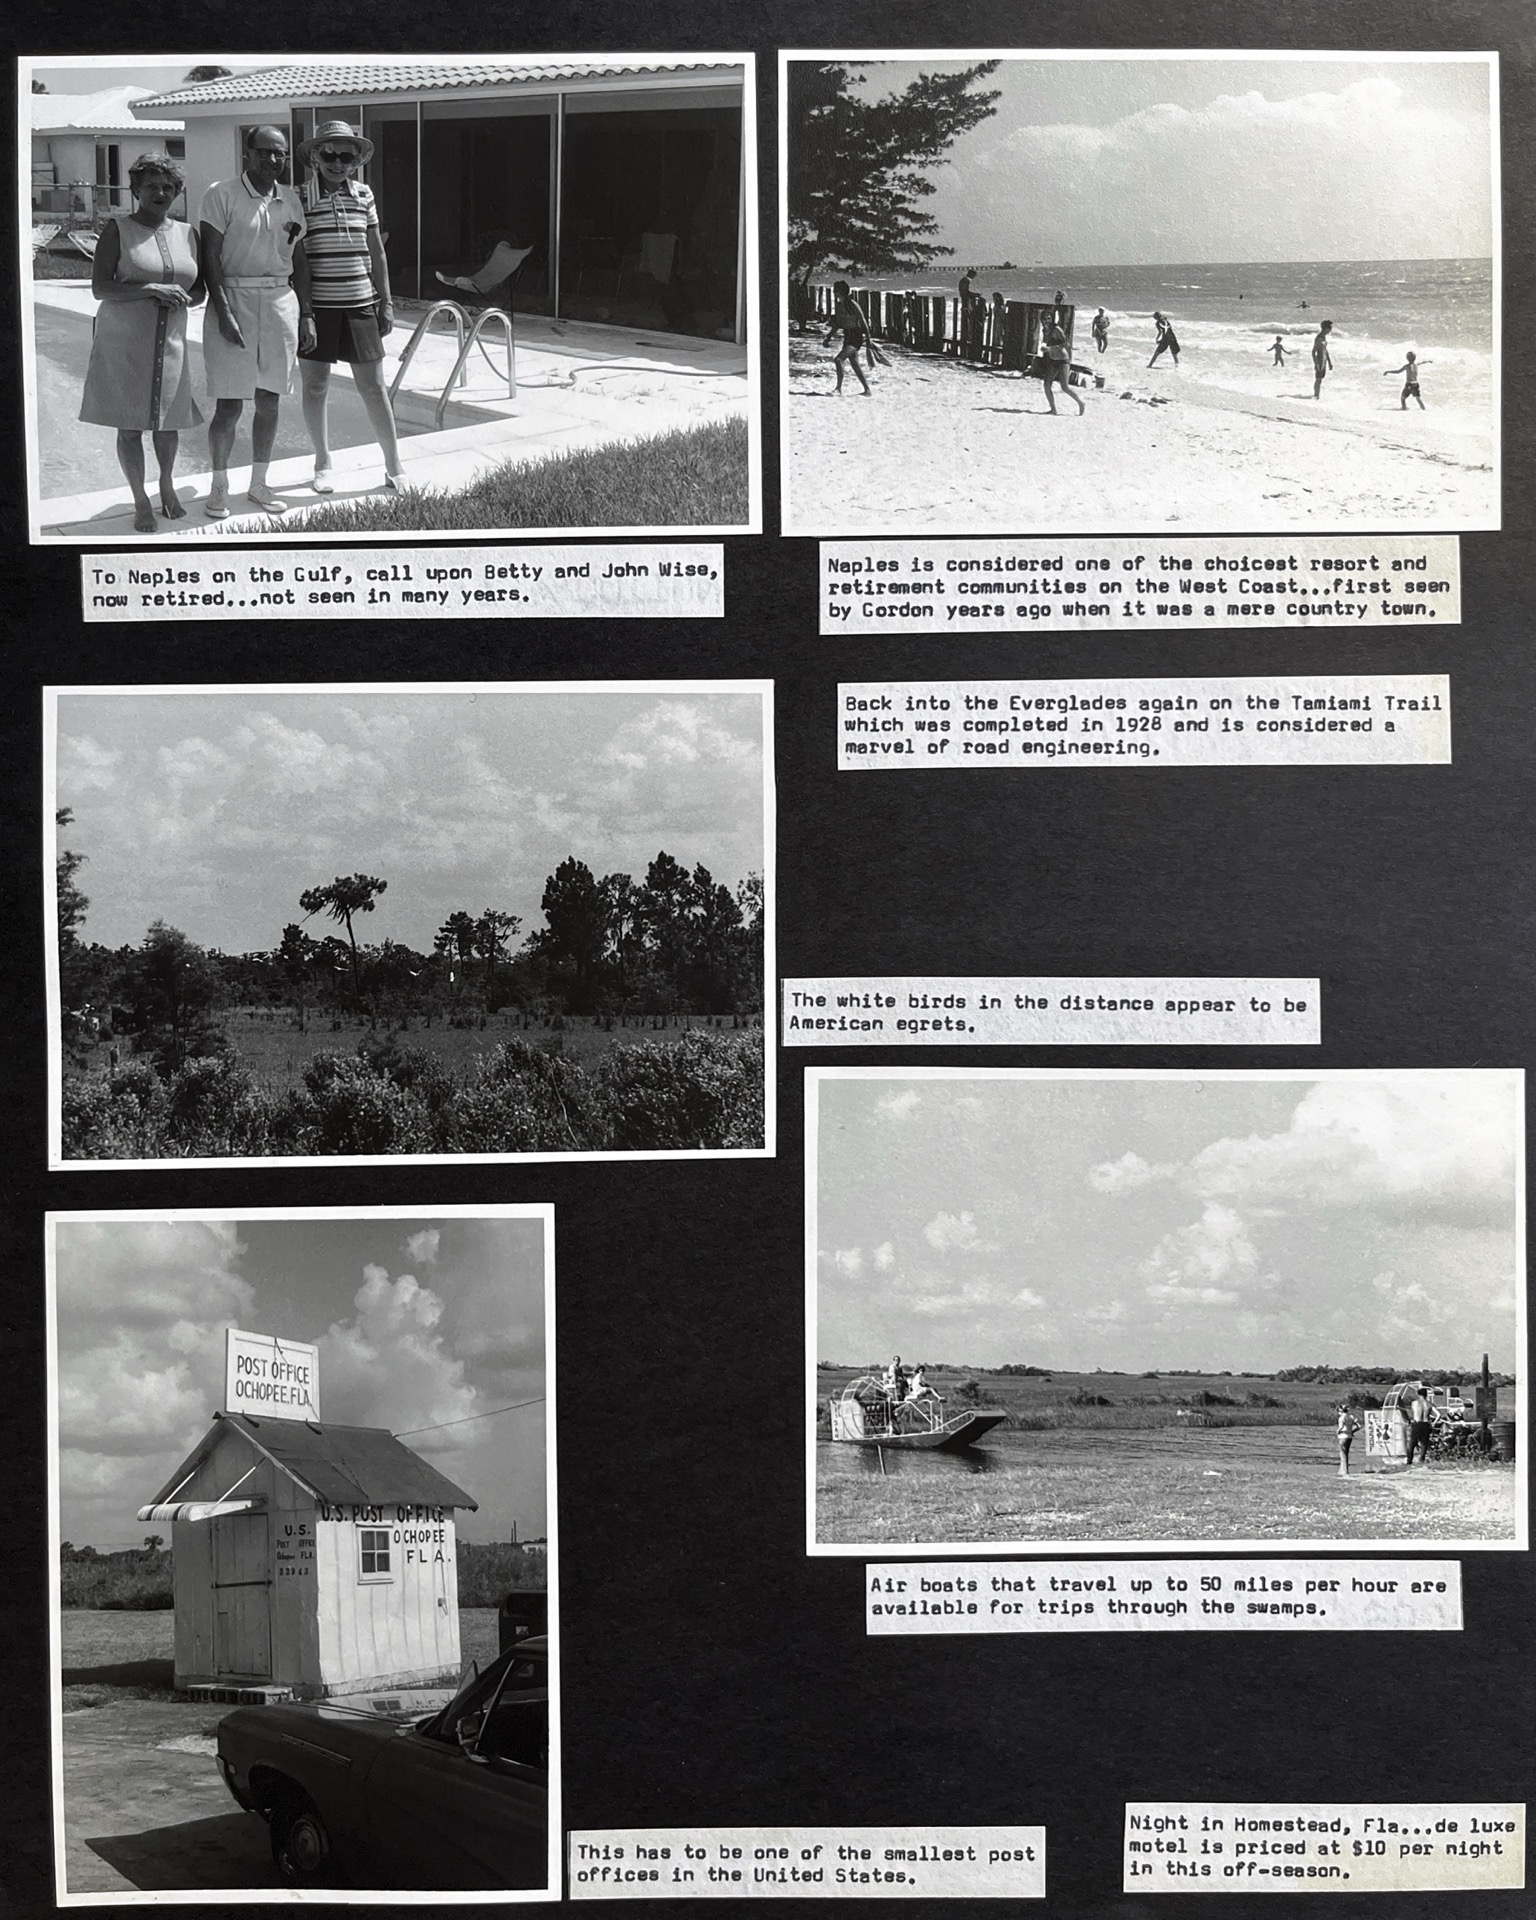 To Naples on the Gulf, call upon Betty and John Wise,
now retired...not seen in many years.
Naples is considered one of the choicest resort and
retirement communities on the West Coast...first seen
by Gordon years ago when it was a mere country town.
Back into the Everglades again on the Tamiami Trail
which was completed in 1928 and is considered a
marvel of road engineering.
The white birds in the distance appear to be
American egrets.
Air boats that travel up to 50 miles per hour are
available for trips through the swamps.
POST OFFICE
OCHOPEE.FLA
U.S. POST OFFICE
OCHOPEE
FLA.
U.S.
POST OFFICE
Ochopee FLA.
33943
This has to be one of the smallest post
offices in the United States.
Night in Homestead, Fla...de luxe
motel is priced at $10 per night
in this off-season.